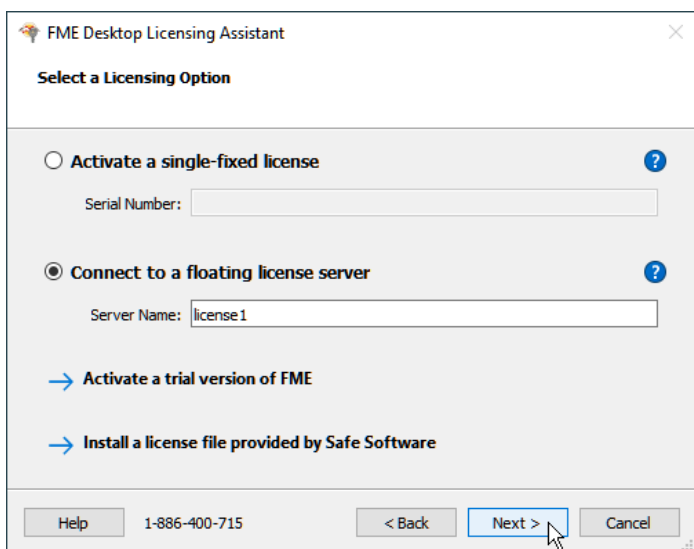 FME Desktop Licensing Assistant
Select a Licensing Option
Activate a single-fixed license
?
Serial Number:
Connect to a floating license server
?
Server Name: license1
Activate a trial version of FME
Install a license file provided by Safe Software
Help 1-886-400-715 < Back Next > Cancel